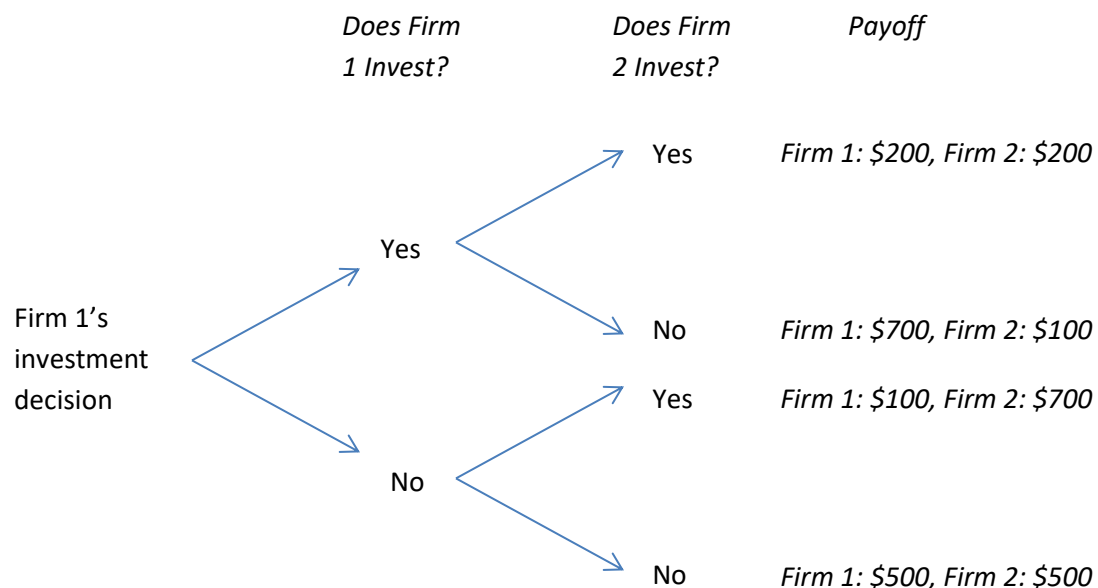 Does Firm
1 Invest?
Does Firm
2 Invest?
Payoff
Yes
Firm 1: $200, Firm 2: $200
Yes
No
Firm 1: $700, Firm 2: $100
Firm 1’s
investment
decision
Yes
Firm 1: $100, Firm 2: $700
No
No
Firm 1: $500, Firm 2: $500